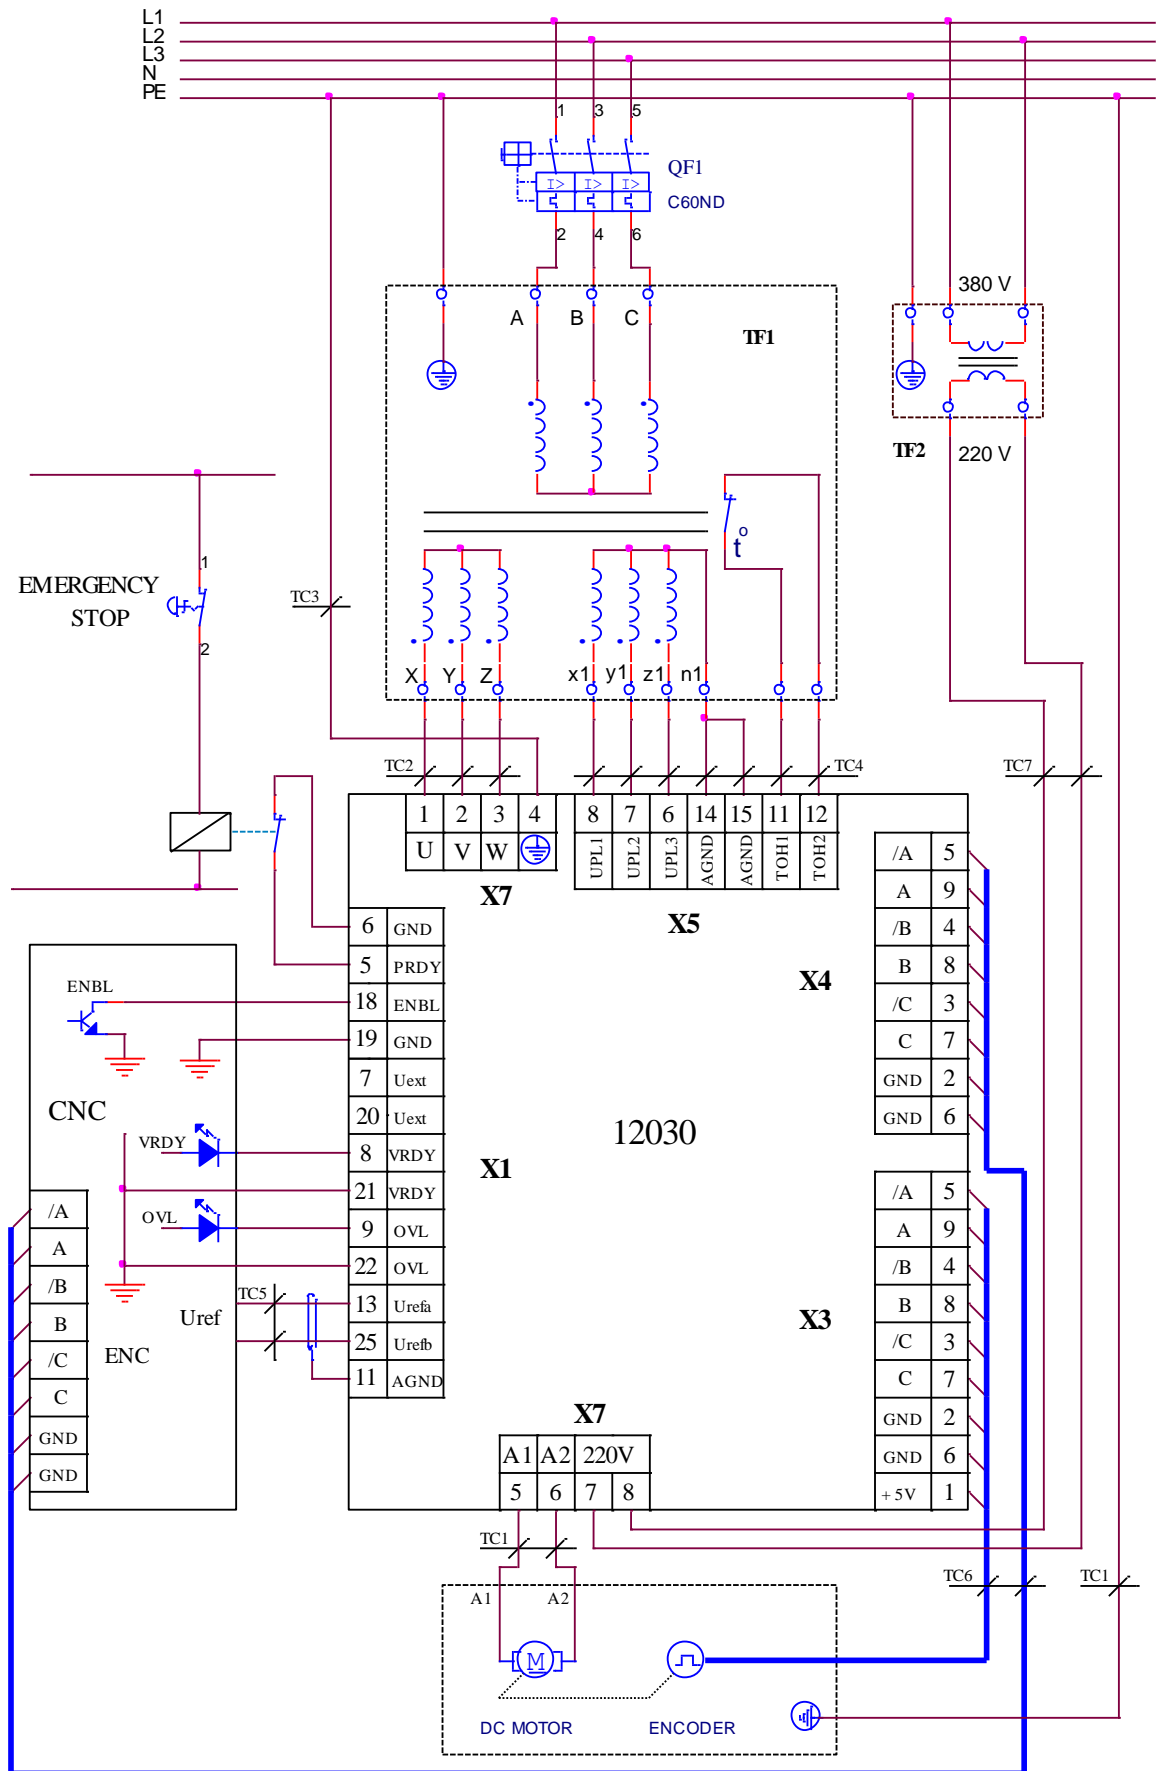 L1
L2
L3
N
PE
1 3 5
QF1
I> I> I>
C60ND
2 4 6
380 V
A B C
TF1
TF2
220 V
t°
1
EMERGENCY
STOP
2
TC3
X Y Z x1 y1 z1 n1
TC2 TC4 TC7
1 2 3 4
U V W
X7
8 7 6 14 15 11 12
UPL1 UPL2 UPL3 AGND AGND TOH1 TOH2
X5
/A 5
A 9
/B 4
B 8
/C 3
C 7
GND 2
GND 6
X4
6 GND
5 PRDY
18 ENBL
19 GND
7 Uext
20 Uext
8 VRDY
21 VRDY
9 OVL
22 OVL
13 Urefa
25 Urefb
11 AGND
X1
12030
ENBL
CNC
VRDY
OVL
TC5
Uref
ENC
/A
A
/B
B
/C
C
GND
GND
/A 5
A 9
/B 4
B 8
/C 3
C 7
GND 2
GND 6
+5V 1
X3
X7
A1 A2 220V
5 6 7 8
TC1
TC6
TC1
A1 A2
M
DC MOTOR
ENCODER